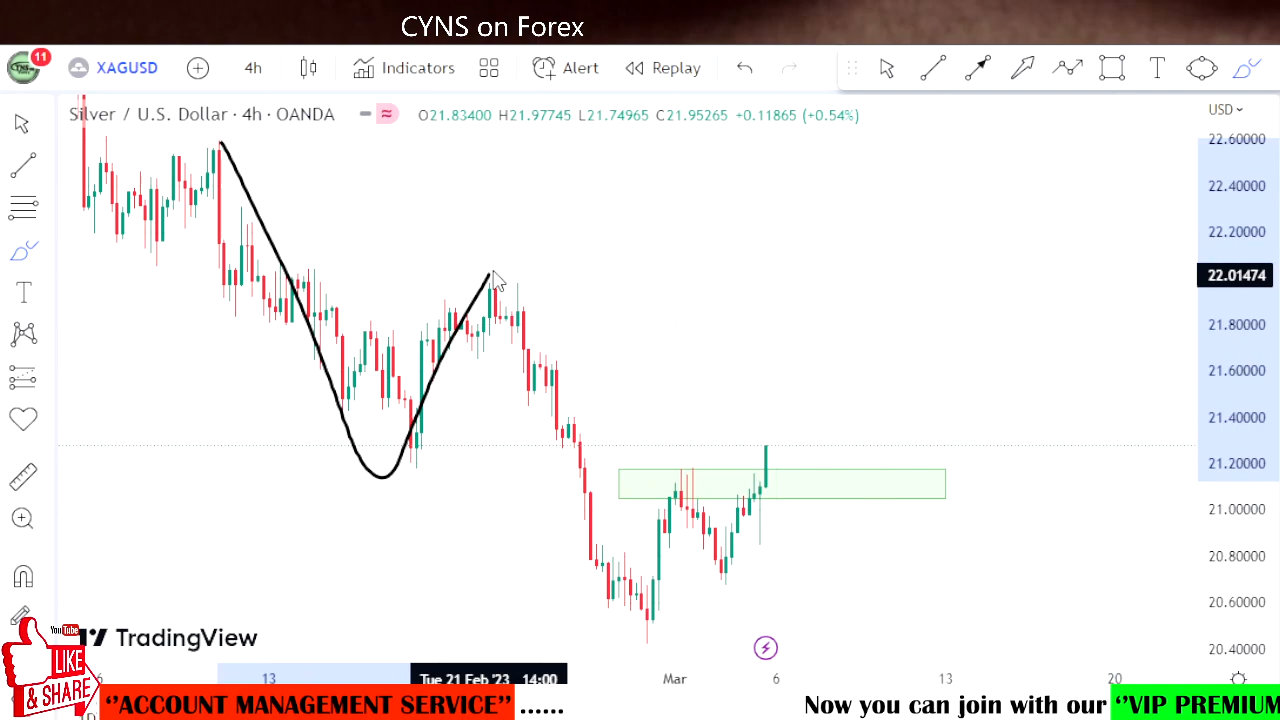 CYNS on Forex
11
XAGUSD
4h
Indicators
Alert
Replay
Silver / U.S. Dollar · 4h · OANDA
O21.83400 H21.97745 L21.74965 C21.95265 +0.11865 (+0.54%)
USD
22.60000
22.40000
22.20000
22.01474
21.80000
21.60000
21.40000
21.20000
21.00000
20.80000
20.60000
20.40000
TradingView
YouTube
LIKE
& SHARE
13
Tue 21 Feb '23 14:00
Mar
6
13
20
‘’ACCOUNT MANAGEMENT SERVICE’’ ......
Now you can join with our ‘’VIP PREMIUM